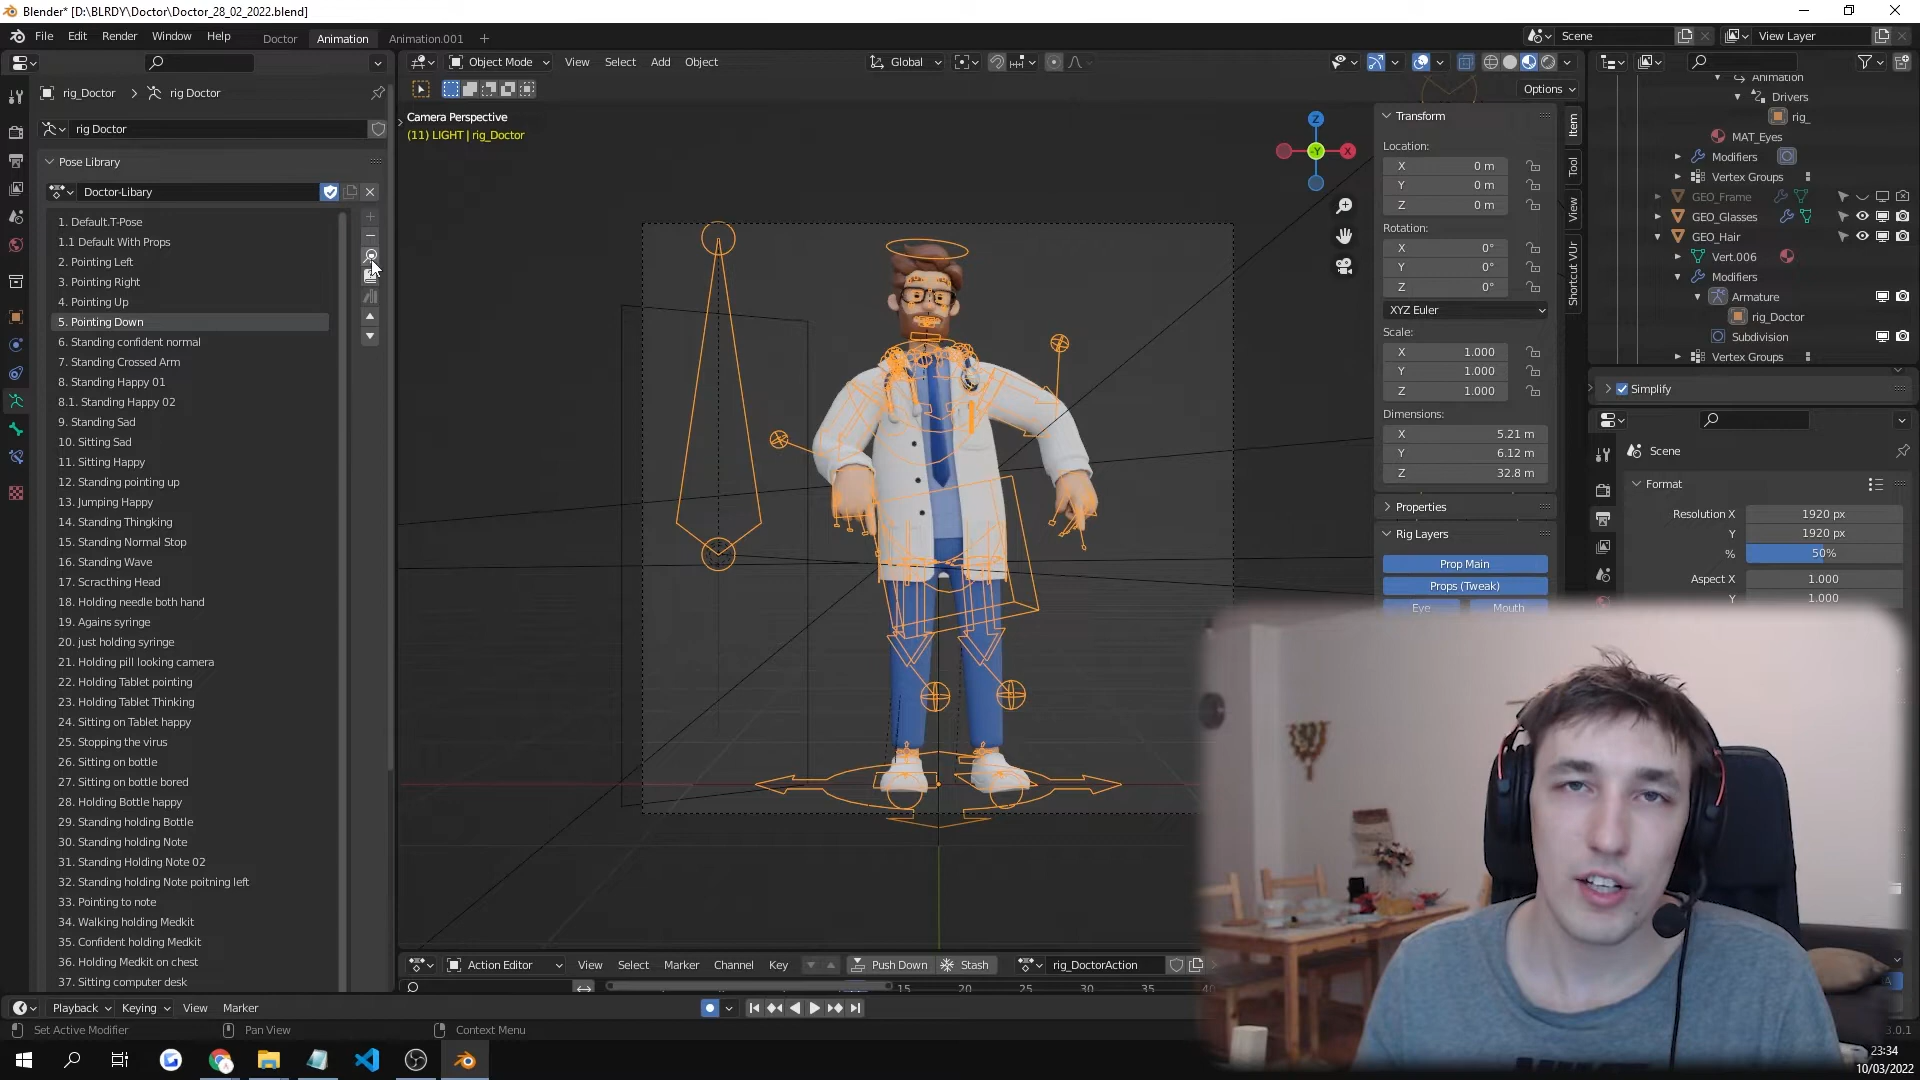 Blender* [D:\BLRDY\Doctor\Doctor_28_02_2022.blend]
File Edit Render Window Help Doctor Animation Animation.001
Scene View Layer
Object Mode View Select Add Object Global
Options
rig_Doctor rig Doctor
rig Doctor
Pose Library
Doctor-Libary
1. Default.T-Pose
1.1 Default With Props
2. Pointing Left
3. Pointing Right
4. Pointing Up
5. Pointing Down
6. Standing confident normal
7. Standing Crossed Arm
8. Standing Happy 01
8.1. Standing Happy 02
9. Standing Sad
10. Sitting Sad
11. Sitting Happy
12. Standing pointing up
13. Jumping Happy
14. Standing Thingking
15. Standing Normal Stop
16. Standing Wave
17. Scracthing Head
18. Holding needle both hand
19. Agains syringe
20. just holding syringe
21. Holding pill looking camera
22. Holding Tablet pointing
23. Holding Tablet Thinking
24. Sitting on Tablet happy
25. Stopping the virus
26. Sitting on bottle
27. Sitting on bottle bored
28. Holding Bottle happy
29. Standing holding Bottle
30. Standing holding Note
31. Standing Holding Note 02
32. Standing holding Note poitning left
33. Pointing to note
34. Walking holding Medkit
35. Confident holding Medkit
36. Holding Medkit on chest
37. Sitting computer desk
Camera Perspective
(11) LIGHT | rig_Doctor
Z
X
-Y
Transform
Location:
X 0 m
Y 0 m
Z 0 m
Rotation:
X 0°
Y 0°
Z 0°
XYZ Euler
Scale:
X 1.000
Y 1.000
Z 1.000
Dimensions:
X 5.21 m
Y 6.12 m
Z 32.8 m
Properties
Rig Layers
Prop Main
Props (Tweak)
Eye Mouth
Item
Tool
View
Shortcut VUr
Animation
Drivers
rig_
MAT_Eyes
Modifiers
Vertex Groups
GEO_Frame
GEO_Glasses
GEO_Hair
Vert.006
Modifiers
Armature
rig_Doctor
Subdivision
Vertex Groups
Simplify
Scene
Format
Resolution X 1920 px
Y 1920 px
% 50%
Aspect X 1.000
Y 1.000
Action Editor View Select Marker Channel Key Push Down Stash rig_DoctorAction
15 20 25 30 35 40
Playback Keying View Marker
Set Active Modifier Pan View Context Menu
3.0.1
23:34
10/03/2022